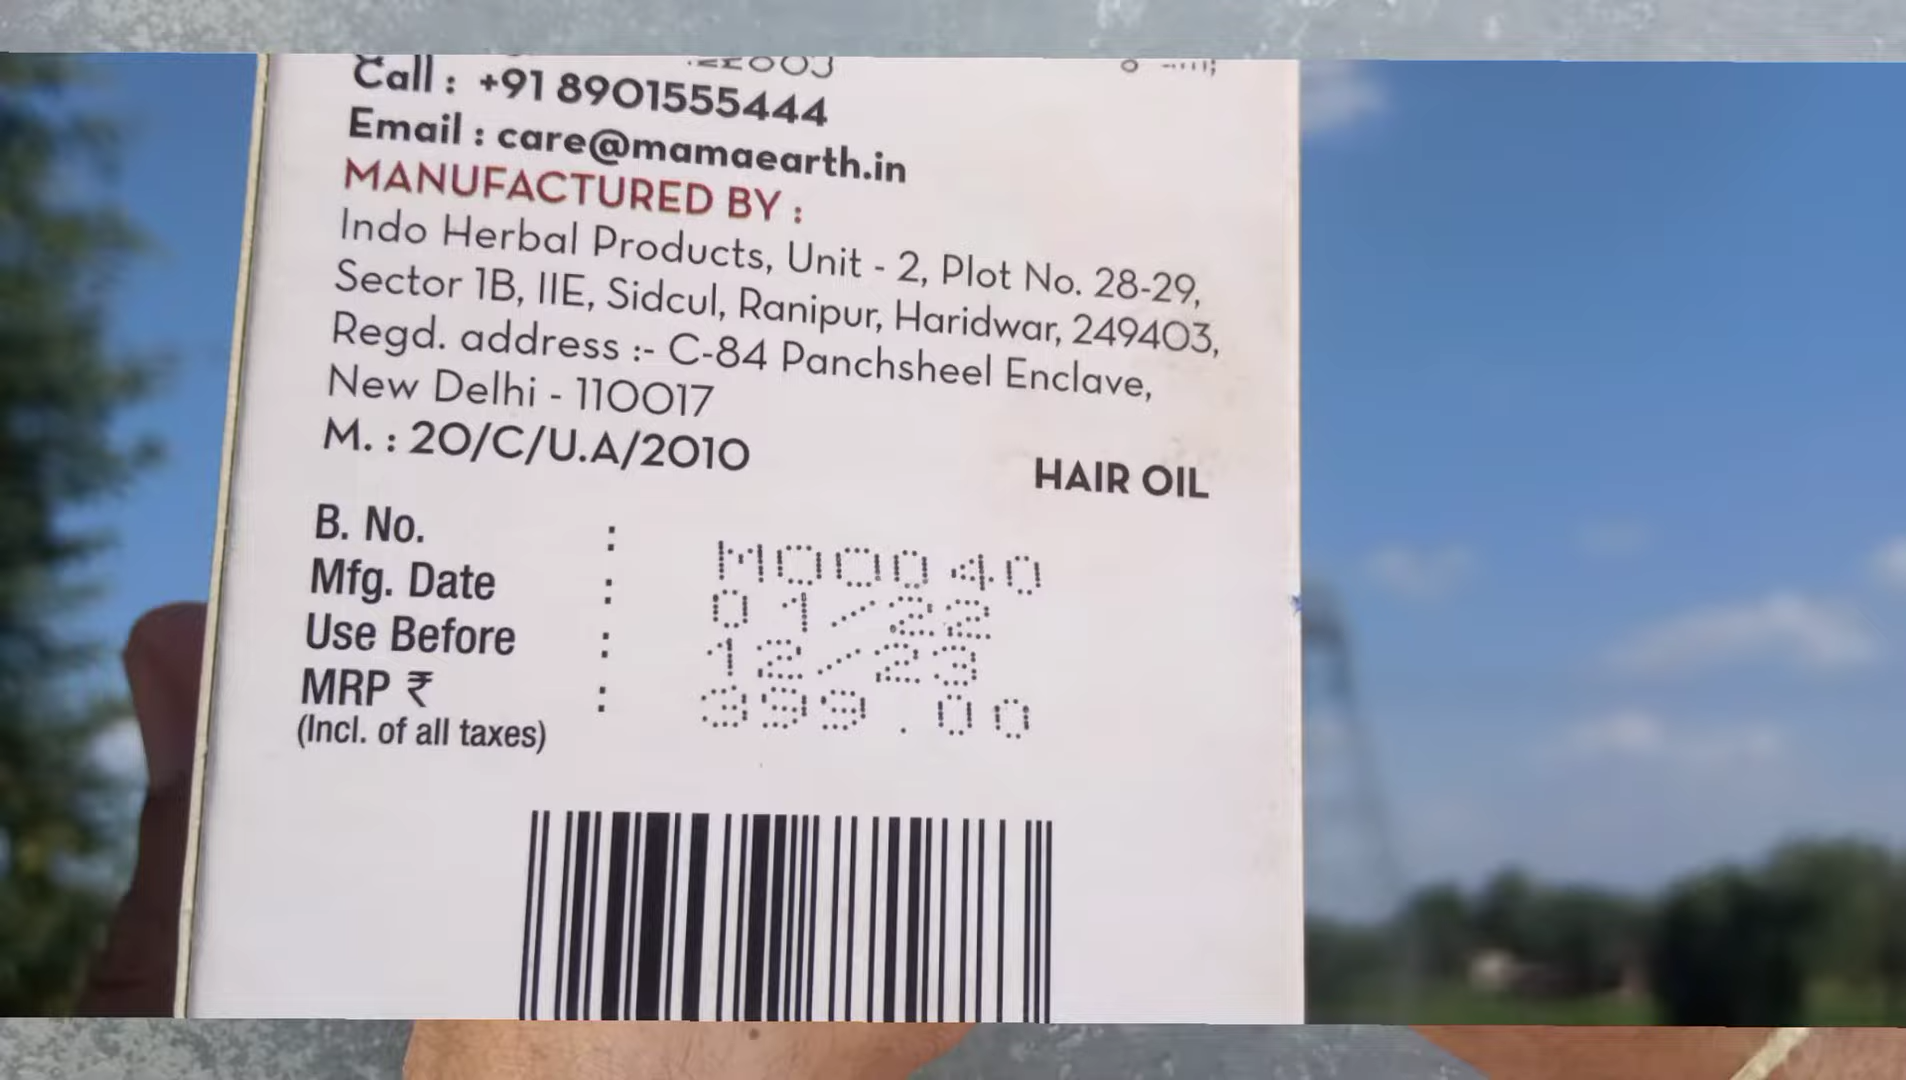 Call : +91 8901555444
Email : care@mamaearth.in
MANUFACTURED BY :
Indo Herbal Products, Unit - 2, Plot No. 28-29,
Sector 1B, IIE, Sidcul, Ranipur, Haridwar, 249403,
Regd. address :- C-84 Panchsheel Enclave,
New Delhi - 110017
M. : 20/C/U.A/2010
HAIR OIL
B. No. : MOOD40
Mfg. Date : 01/22
Use Before : 12/23
MRP ₹ : 399.00
(Incl. of all taxes)